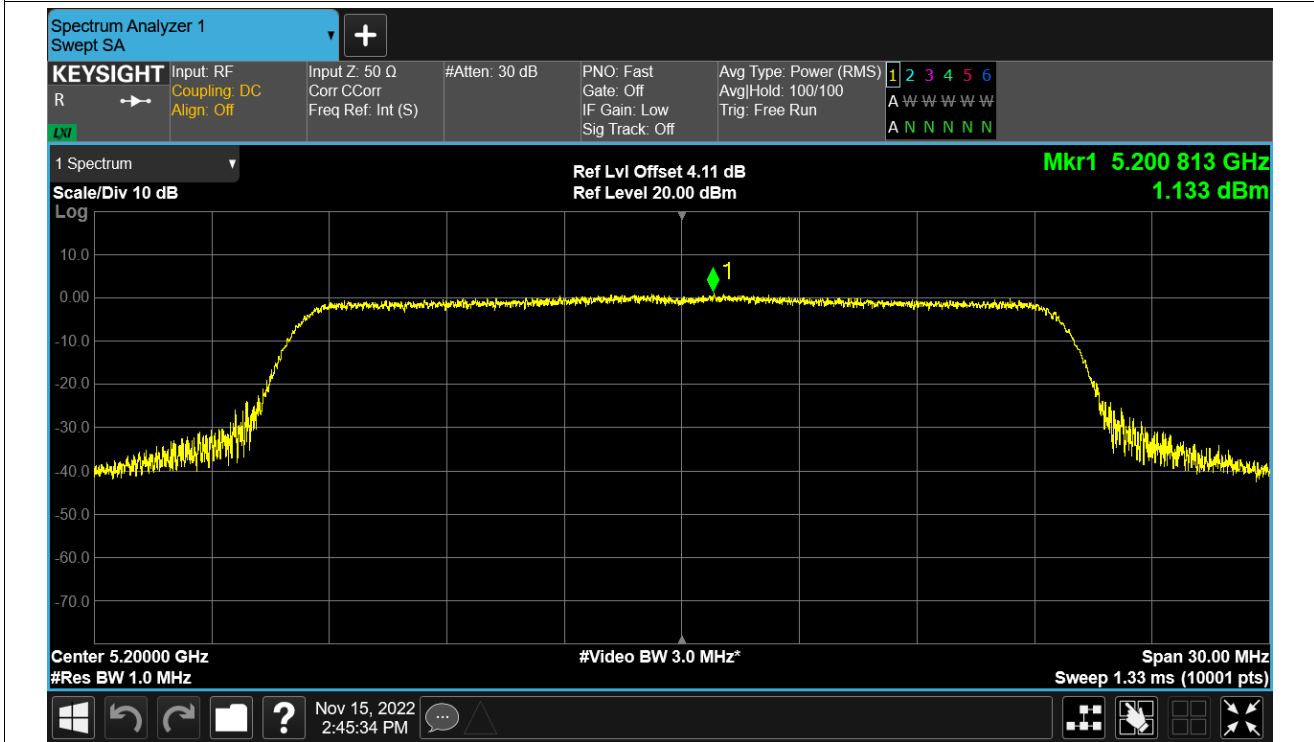 Spectrum Analyzer 1
Swept SA
+
KEYSIGHT
R
LXI
Input: RF
Coupling: DC
Align: Off
Input Z: 50 Ω
Corr CCorr
Freq Ref: Int (S)
#Atten: 30 dB
PNO: Fast
Gate: Off
IF Gain: Low
Sig Track: Off
Avg Type: Power (RMS)
Avg|Hold: 100/100
Trig: Free Run
1 2 3 4 5 6
A W W W W W
A N N N N N
1 Spectrum
Scale/Div 10 dB
Ref Lvl Offset 4.11 dB
Ref Level 20.00 dBm
Mkr1 5.200 813 GHz
1.133 dBm
Log
10.0
0.00
-10.0
-20.0
-30.0
-40.0
-50.0
-60.0
-70.0
1
Center 5.20000 GHz
#Res BW 1.0 MHz
#Video BW 3.0 MHz*
Span 30.00 MHz
Sweep 1.33 ms (10001 pts)
?
Nov 15, 2022
2:45:34 PM
...